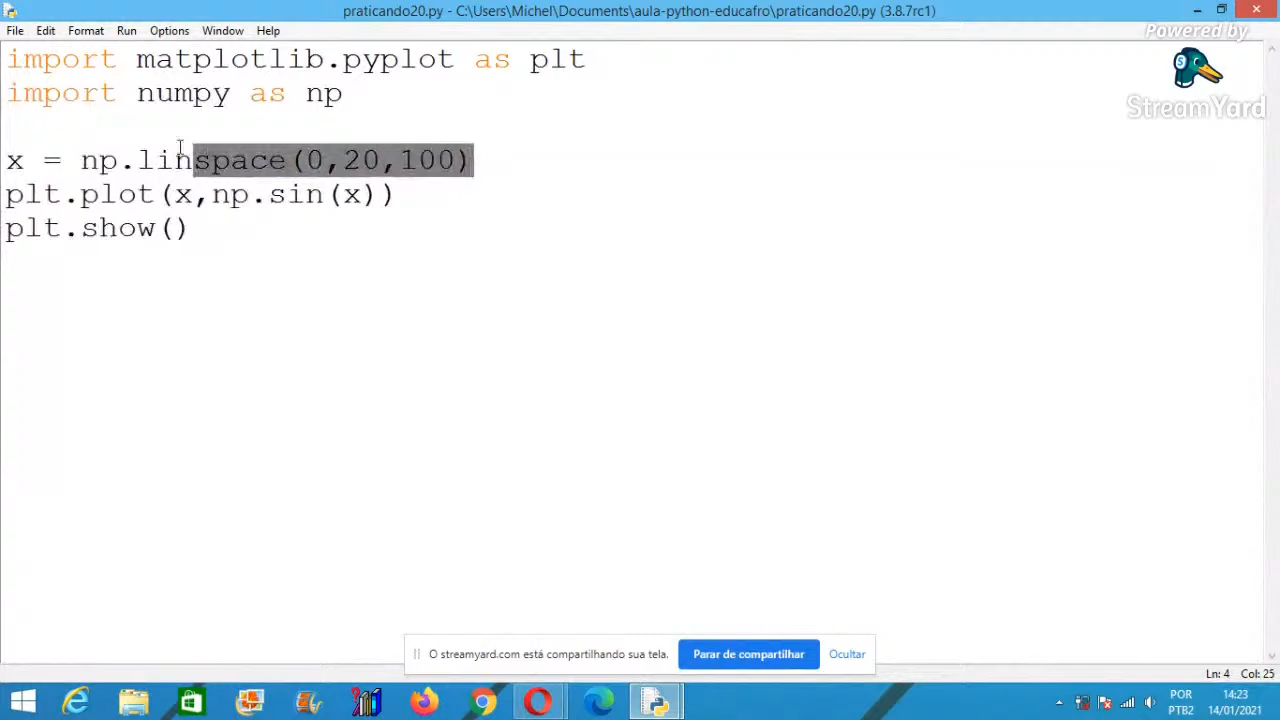 praticando20.py - C:\Users\Michel\Documents\aula-python-educafro\praticando20.py (3.8.7rc1)
File Edit Format Run Options Window Help
Powered by
StreamYard
import matplotlib.pyplot as plt
import numpy as np
x = np.linspace(0,20,100)
plt.plot(x,np.sin(x))
plt.show()
O streamyard.com está compartilhando sua tela. Parar de compartilhar Ocultar
Ln: 4 Col: 25
POR 14:23
PTB2 14/01/2021